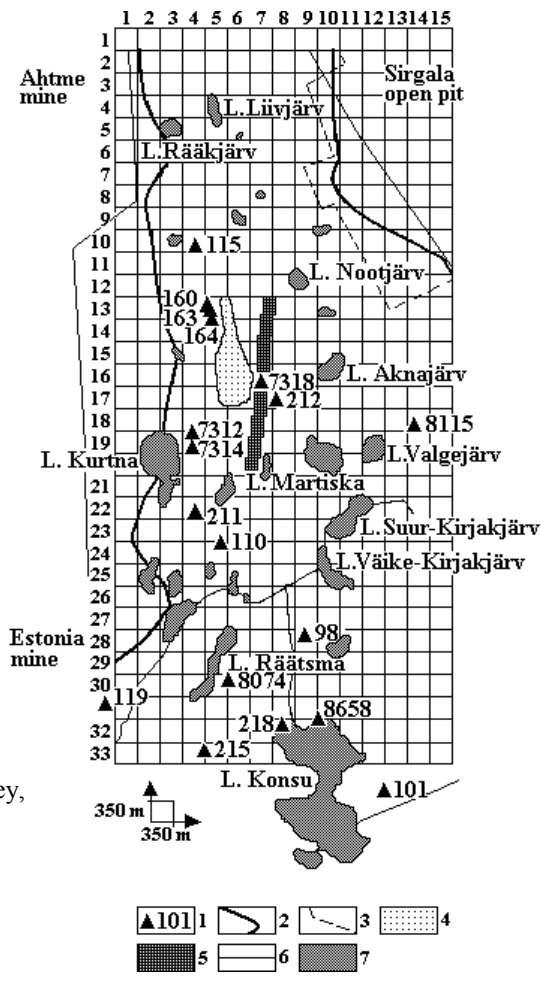 1 2 3 4 5 6 7 8 9 10 11 12 13 14 15
1
2
3
4
5
6
7
8
9
10
11
12
13
14
15
16
17
18
19
21
22
23
24
25
26
27
28
29
30
32
33
Ahtme
mine
Sirgala
open pit
L.Liivjärv
L.Rääkjärv
115
L. Nootjärv
160
163
164
L. Aknajärv
7318
212
8115
7312
7314
L. Kurtna
L.Valgejärv
L. Martiska
211
L.Suur-Kirjakjärv
110
L.Väike-Kirjakjärv
Estonia
mine
98
L. Räätsma
8074
119
8658
218
215
L. Konsu
ey,
101
350 m
350 m
101 1 2 3 4
5 6 7